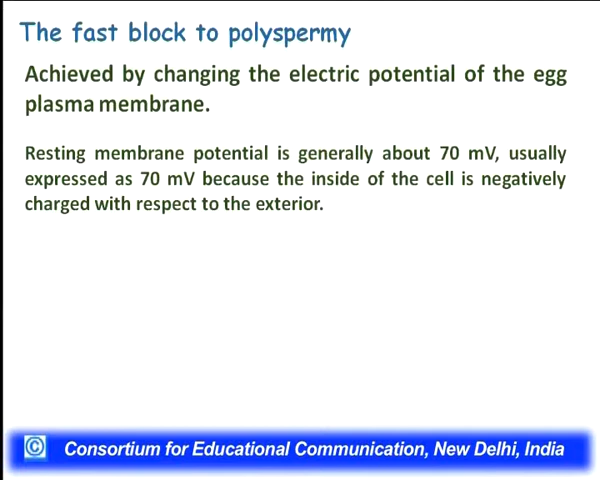 The fast block to polyspermy
Achieved by changing the electric potential of the egg
plasma membrane.
Resting membrane potential is generally about 70 mV, usually
expressed as 70 mV because the inside of the cell is negatively
charged with respect to the exterior.
© Consortium for Educational Communication, New Delhi, India